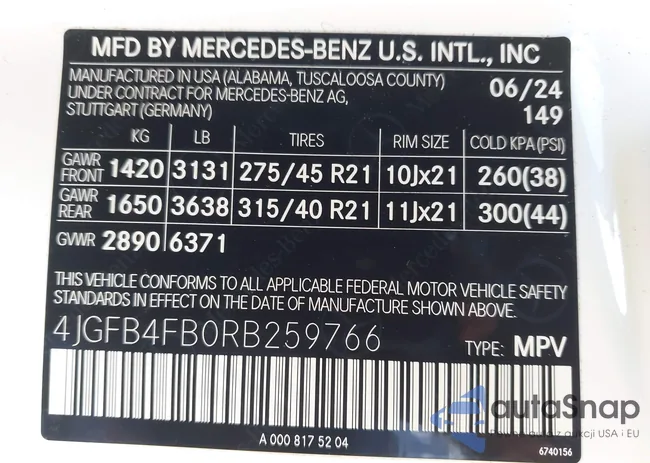 MFD BY MERCEDES-BENZ U.S. INTL., INC
MANUFACTURED IN USA (ALABAMA, TUSCALOOSA COUNTY) 06/24
UNDER CONTRACT FOR MERCEDES-BENZ AG,
STUTTGART (GERMANY) 149
KG LB TIRES RIM SIZE COLD KPA (PSI)
GAWR FRONT 1420 3131 275/45 R21 10Jx21 260(38)
GAWR REAR 1650 3638 315/40 R21 11Jx21 300(44)
GVWR 2890 6371
THIS VEHICLE CONFORMS TO ALL APPLICABLE FEDERAL MOTOR VEHICLE SAFETY
STANDARDS IN EFFECT ON THE DATE OF MANUFACTURE SHOWN ABOVE.
4JGFB4FB0RB259766 TYPE: MPV
A 000 817 52 04
6740156
autoSnap
aukcji USA i EU